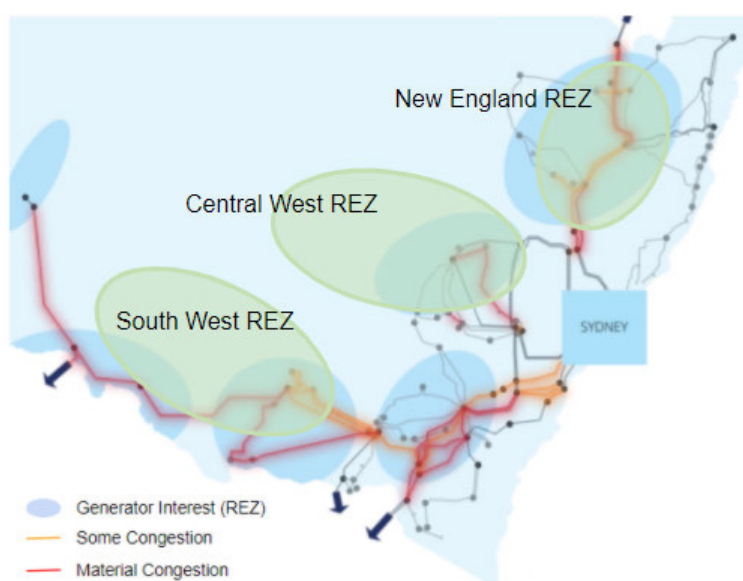 New England REZ
Central West REZ
South West REZ
SYDNEY
Generator Interest (REZ)
Some Congestion
Material Congestion